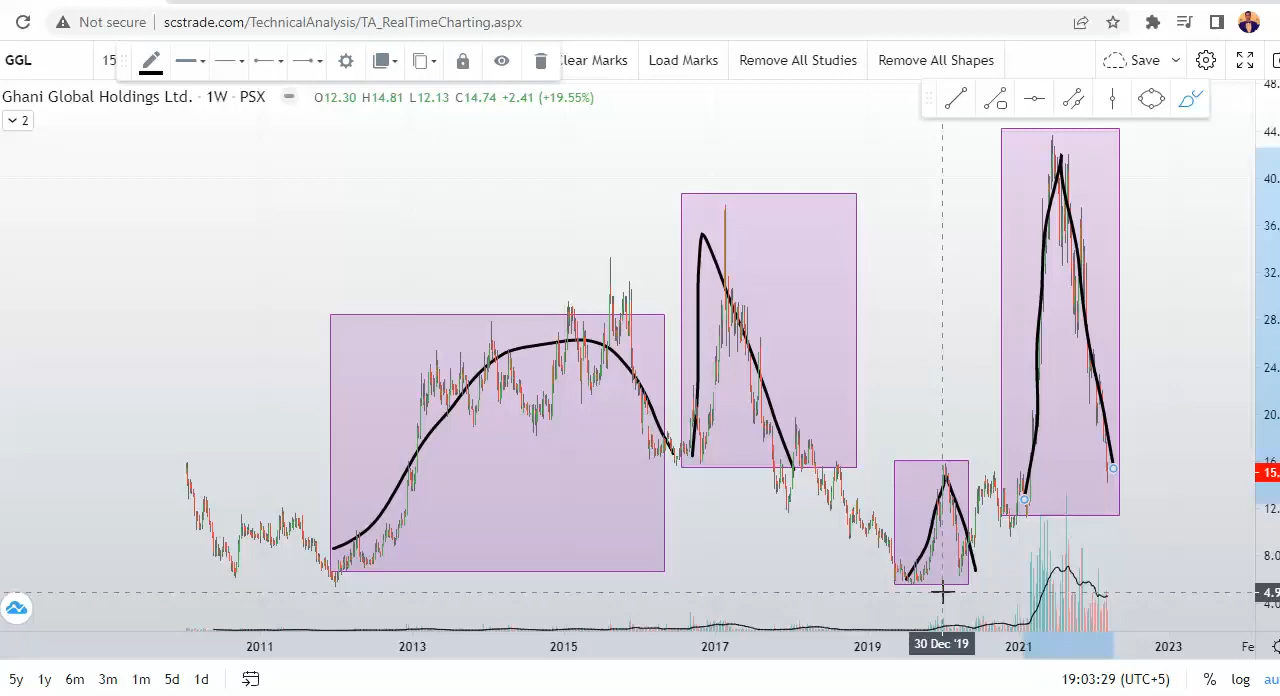 Not secure scstrade.com/TechnicalAnalysis/TA_RealTimeCharting.aspx
GGL
15
Clear Marks
Load Marks
Remove All Studies
Remove All Shapes
Save
Ghani Global Holdings Ltd. · 1W · PSX O12.30 H14.81 L12.13 C14.74 +2.41 (+19.55%)
2
48.
44.
40.
36.
32.
28.
24.
20.
16
15.
12.
8.0
4.9
4.0
2011
2013
2015
2017
2019
30 Dec '19
2021
2023
Fe
5y 1y 6m 3m 1m 5d 1d
19:03:29 (UTC+5) % log au